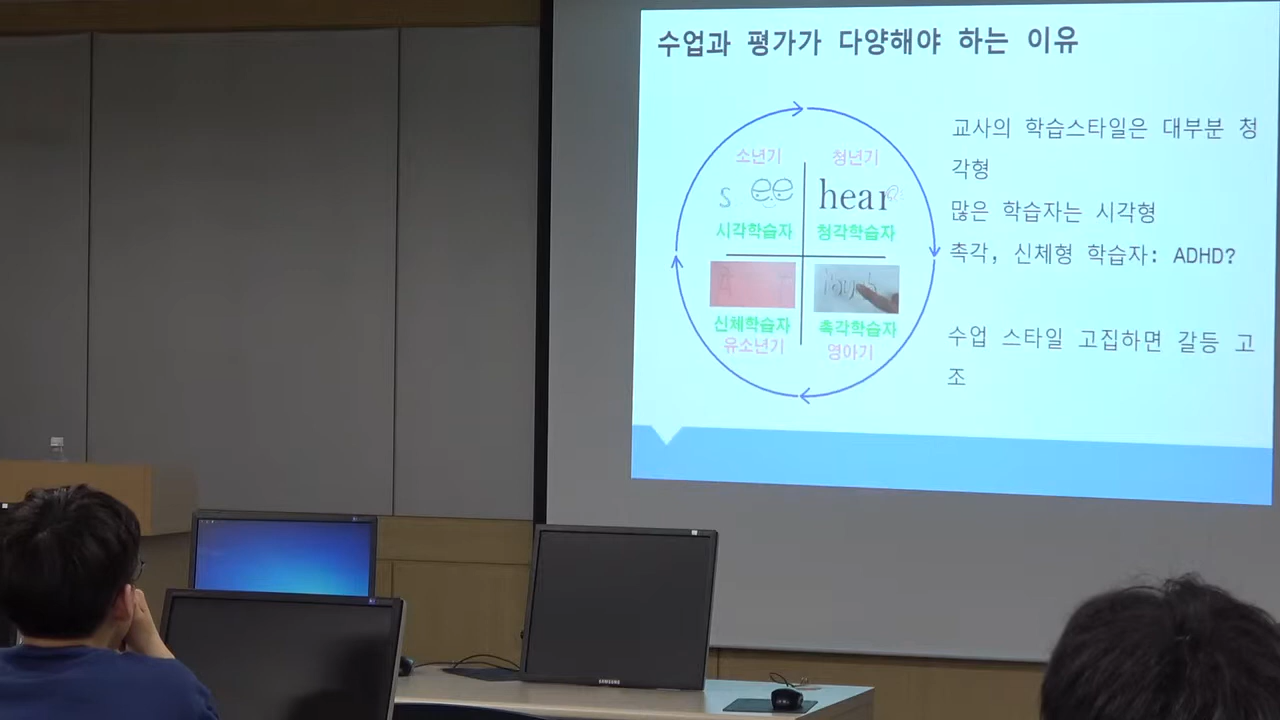 수업과 평가가 다양해야 하는 이유
소년기
청년기
s ee
hear
시각학습자
청각학습자
touch
신체학습자
촉각학습자
유소년기
영아기
교사의 학습스타일은 대부분 청
각형
많은 학습자는 시각형
촉각, 신체형 학습자: ADHD?
수업 스타일 고집하면 갈등 고
조
SAMSUNG